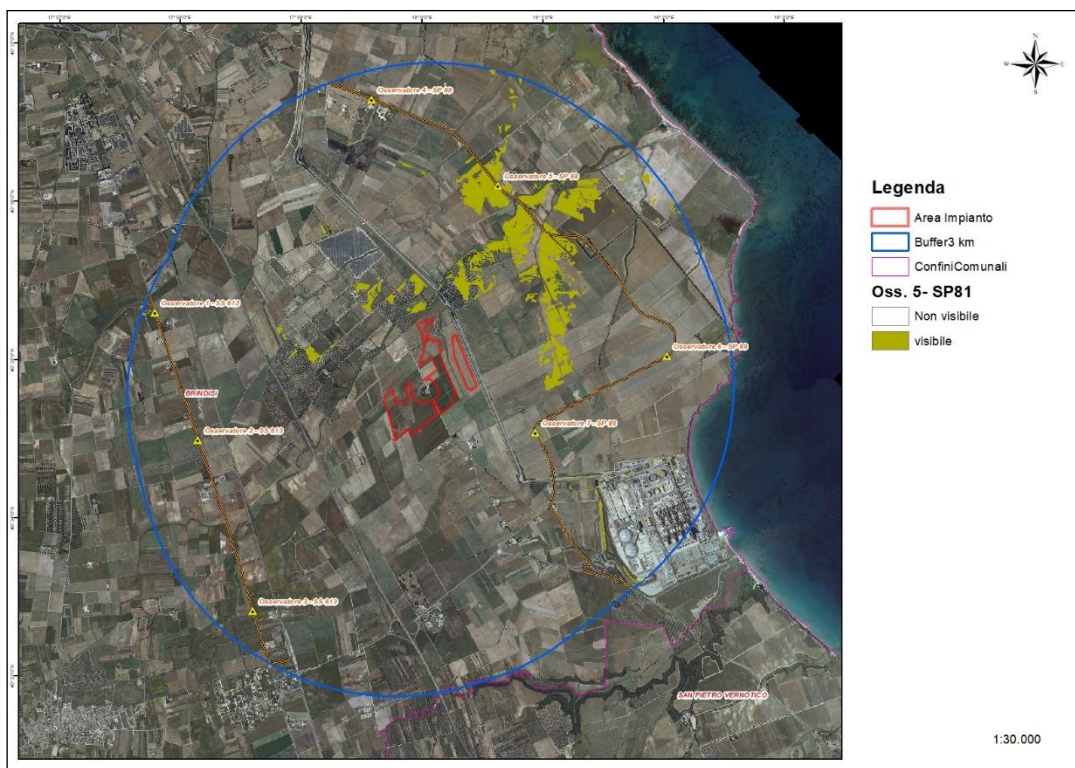 N
W E
S
Osservatore 4 - SP 88
Osservatore 5 - SP 88
Osservatore 1 - SS 613
Osservatore 6 - SP 88
BRINDISI
Osservatore 7 - SP 88
Osservatore 2 - SS 613
Osservatore 3 - SS 613
SAN PIETRO VERNOTICO
Legenda
Area Impianto
Buffer3 km
ConfiniComunali
Oss. 5- SP81
Non visibile
visibile
1:30.000